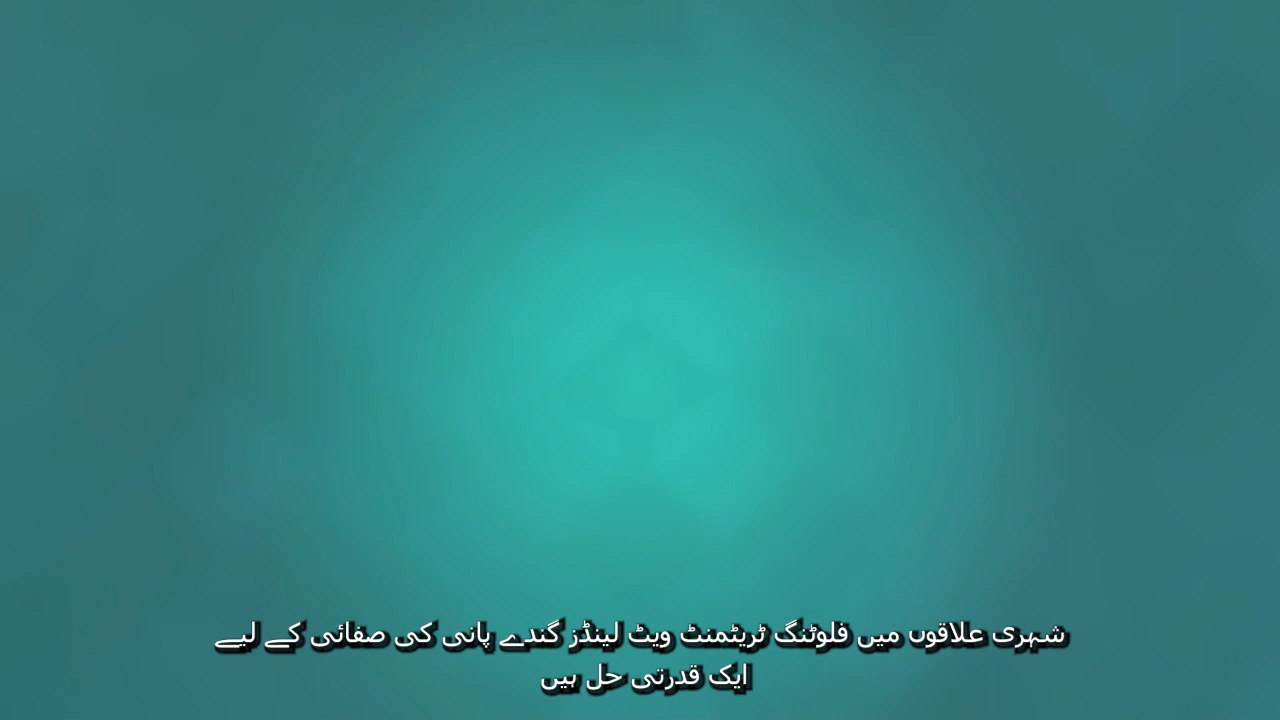 شہری علاقوں میں فلوٹنگ ٹریٹمنٹ ویٹ لینڈز گندے پانی کی صفائی کے لیے
ایک قدرتی حل ہیں